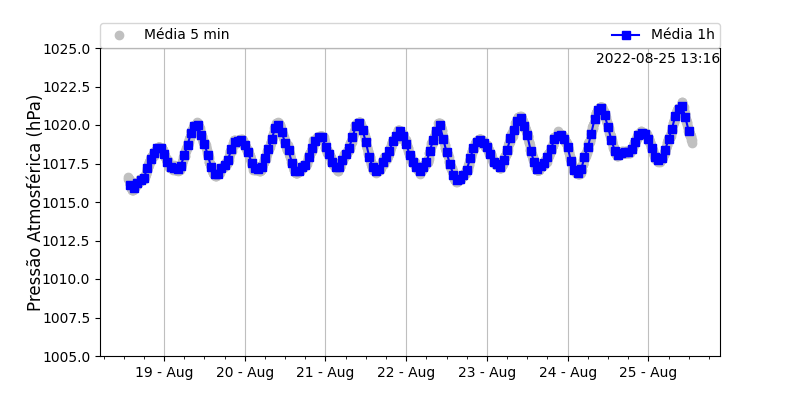 Média 5 min
Média 1h
2022-08-25 13:16
Pressão Atmosférica (hPa)
1025.0
1022.5
1020.0
1017.5
1015.0
1012.5
1010.0
1007.5
1005.0
19 - Aug
20 - Aug
21 - Aug
22 - Aug
23 - Aug
24 - Aug
25 - Aug